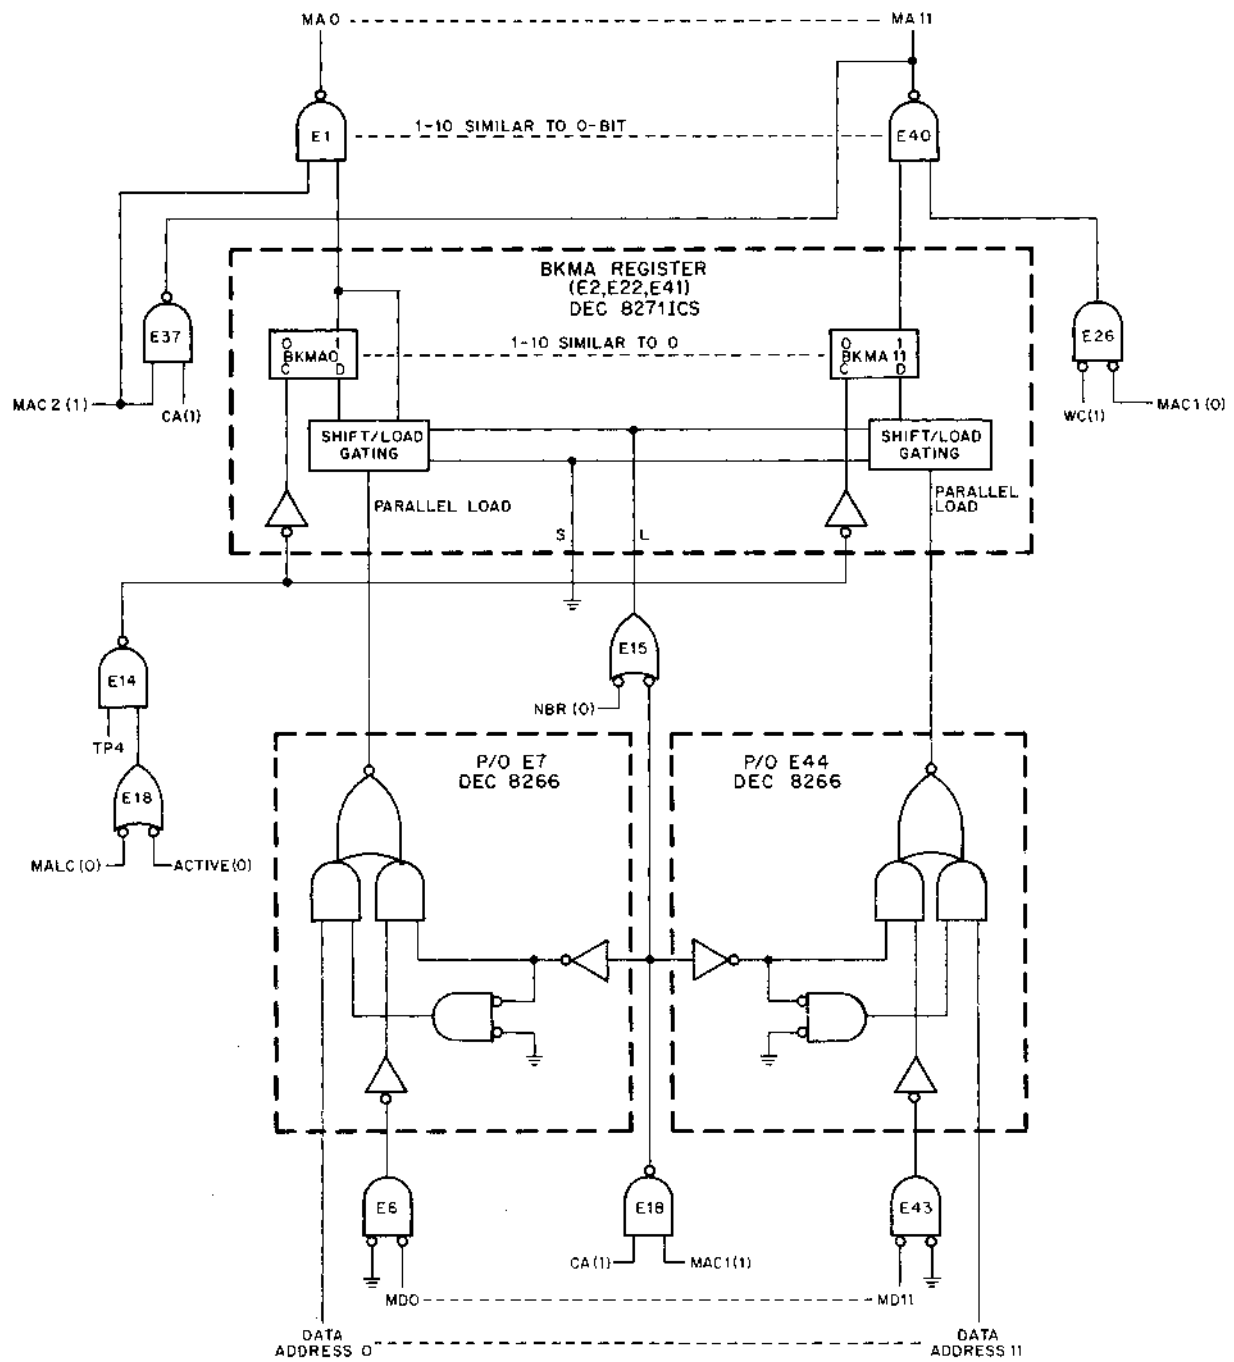 MA 0
MA 11
E1
1-10 SIMILAR TO 0-BIT
E40
BKMA REGISTER
(E2,E22,E41)
DEC 8271ICS
E37
0 1
BKMA0
C D
1-10 SIMILAR TO 0
0 1
BKMA 11
C D
E26
MAC 2 (1)
CA(1)
WC(1)
MAC1(0)
SHIFT/LOAD
GATING
SHIFT/LOAD
GATING
PARALLEL LOAD
PARALLEL
LOAD
S
L
E14
E15
NBR (0)
TP4
P/O E7
DEC 8266
P/O E44
DEC 8266
E18
MALC(0)
ACTIVE(0)
E6
E18
E43
CA(1)
MAC1(1)
MD0
MD11
DATA
ADDRESS 0
DATA
ADDRESS 11